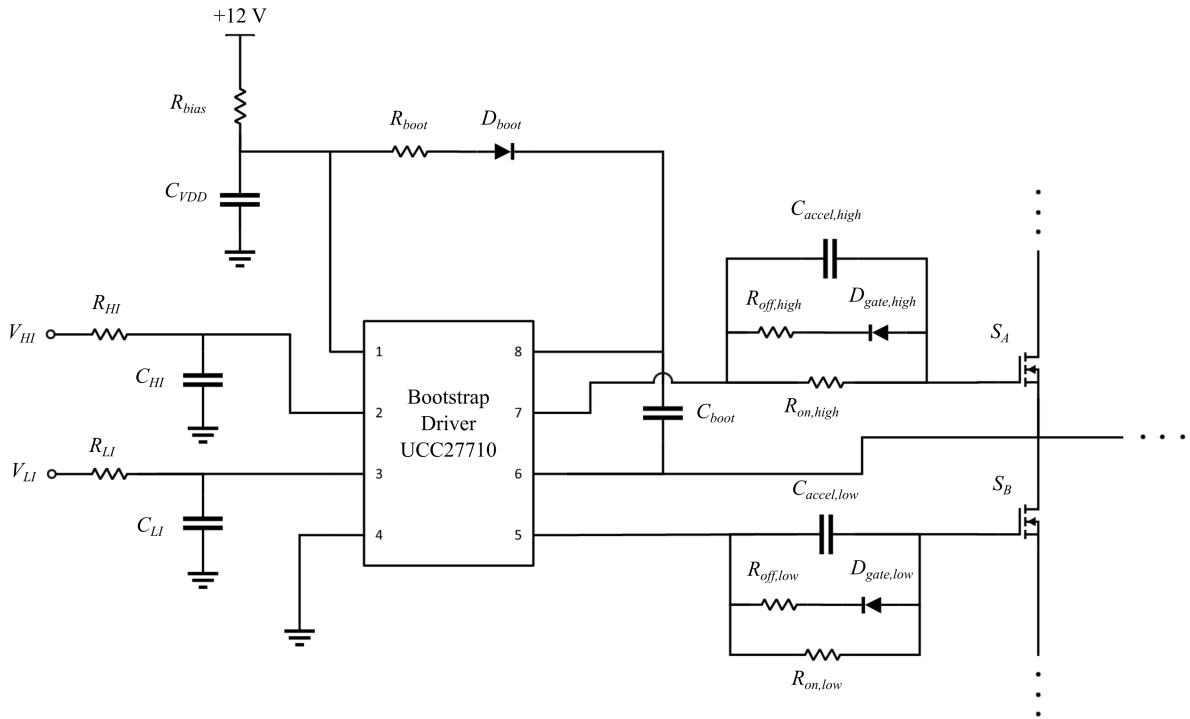 +12 V
R_bias
R_boot
D_boot
C_VDD
C_accel,high
R_HI
R_off,high
D_gate,high
V_HI
S_A
1
8
C_HI
Bootstrap
Driver
UCC27710
R_on,high
C_boot
2
7
R_LI
V_LI
3
6
C_accel,low
S_B
C_LI
4
5
R_off,low
D_gate,low
R_on,low